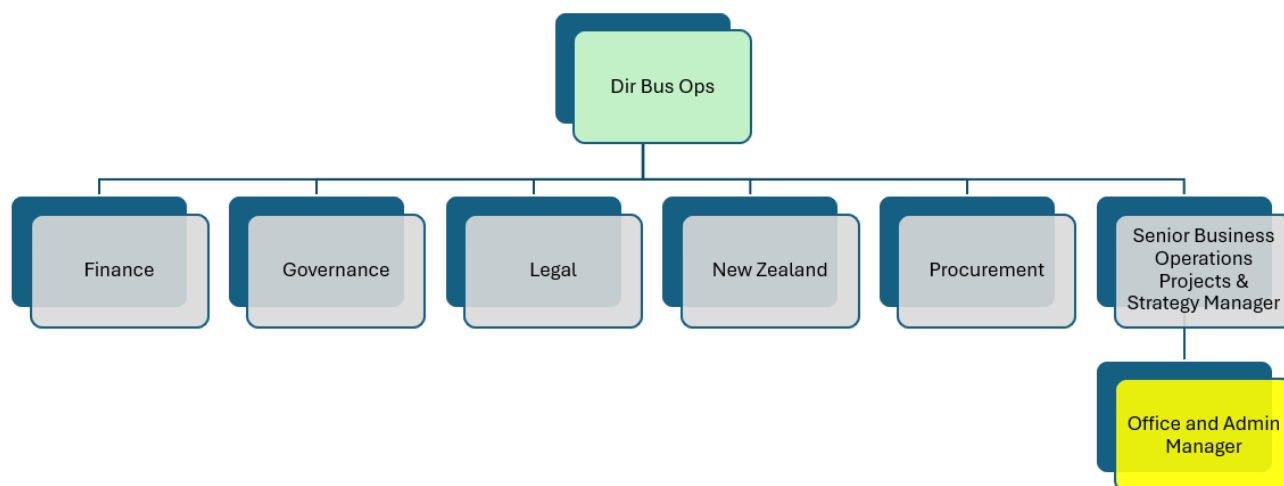 Dir Bus Ops
Finance
Governance
Legal
New Zealand
Procurement
Senior Business
Operations
Projects &
Strategy Manager
Office and Admin
Manager